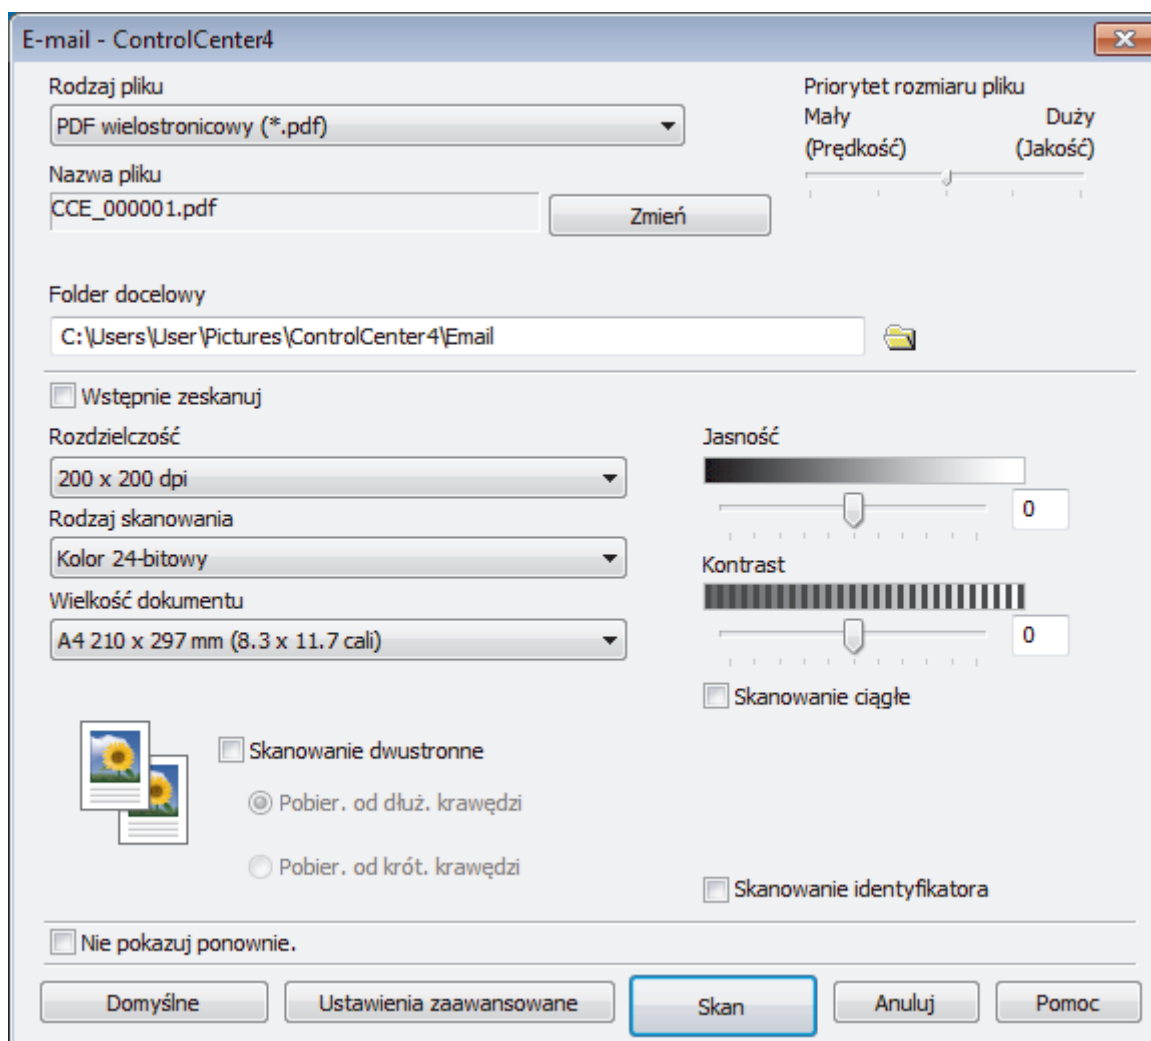 E-mail - ControlCenter4
Rodzaj pliku
PDF wielostronicowy (*.pdf)
Priorytet rozmiaru pliku
Mały Duży
(Prędkość) (Jakość)
Nazwa pliku
CCE_000001.pdf
Zmień
Folder docelowy
C:\Users\User\Pictures\ControlCenter4\Email
Wstępnie zeskanuj
Rozdzielczość
200 x 200 dpi
Rodzaj skanowania
Kolor 24-bitowy
Wielkość dokumentu
A4 210 x 297 mm (8.3 x 11.7 cali)
Jasność
0
Kontrast
0
Skanowanie ciągłe
Skanowanie dwustronne
Pobier. od dłuż. krawędzi
Pobier. od krót. krawędzi
Skanowanie identyfikatora
Nie pokazuj ponownie.
Domyślne Ustawienia zaawansowane Skan Anuluj Pomoc